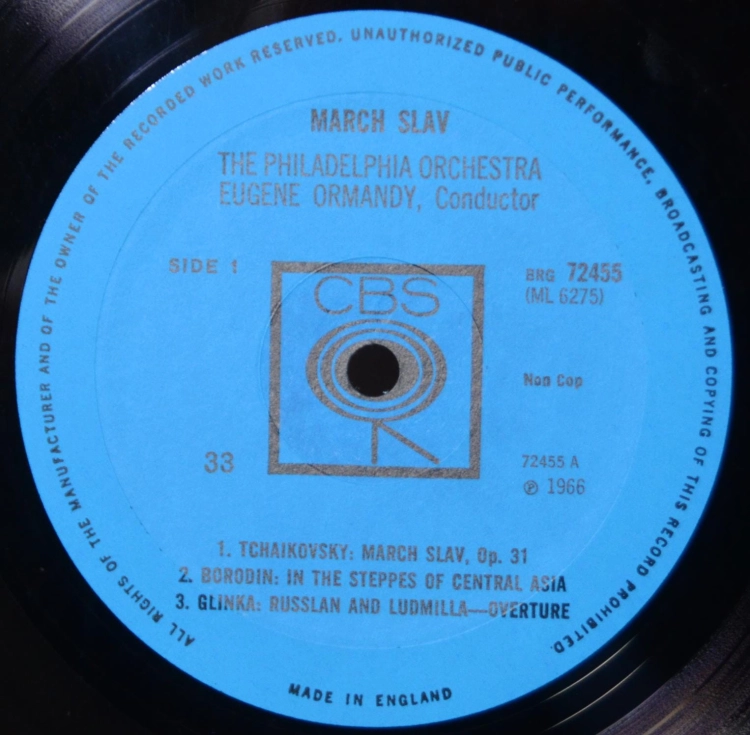 ALL RIGHTS OF THE MANUFACTURER AND OF THE OWNER OF THE RECORDED WORK RESERVED. UNAUTHORIZED PUBLIC PERFORMANCE, BROADCASTING AND COPYING OF THIS RECORD PROHIBITED.
MARCH SLAV
THE PHILADELPHIA ORCHESTRA
EUGENE ORMANDY, Conductor
SIDE 1
BRG 72455
(ML 6275)
CBS
Non Cop
33
72455 A
℗ 1966
1. TCHAIKOVSKY: MARCH SLAV, Op. 31
2. BORODIN: IN THE STEPPES OF CENTRAL ASIA
3. GLINKA: RUSSLAN AND LUDMILLA—OVERTURE
MADE IN ENGLAND